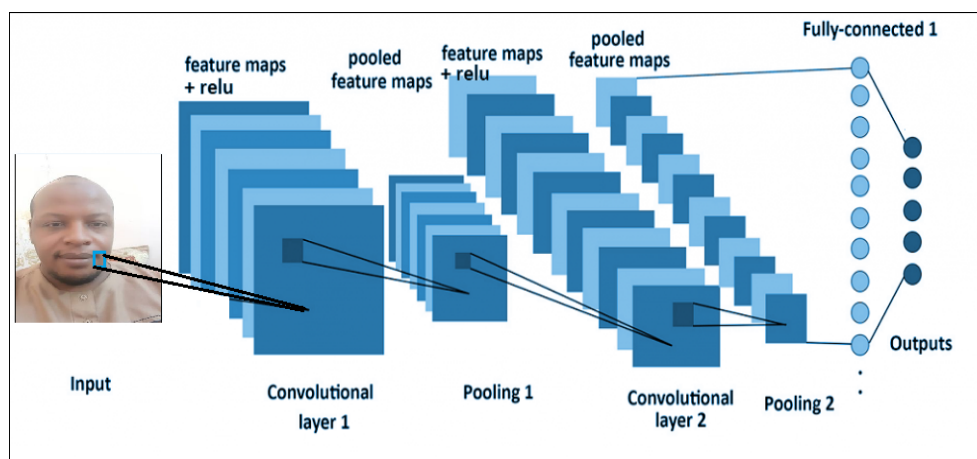 feature maps
+ relu
pooled
feature maps
feature maps
+ relu
pooled
feature maps
Fully-connected 1
Input
Convolutional
layer 1
Pooling 1
Convolutional
layer 2
Pooling 2
Outputs